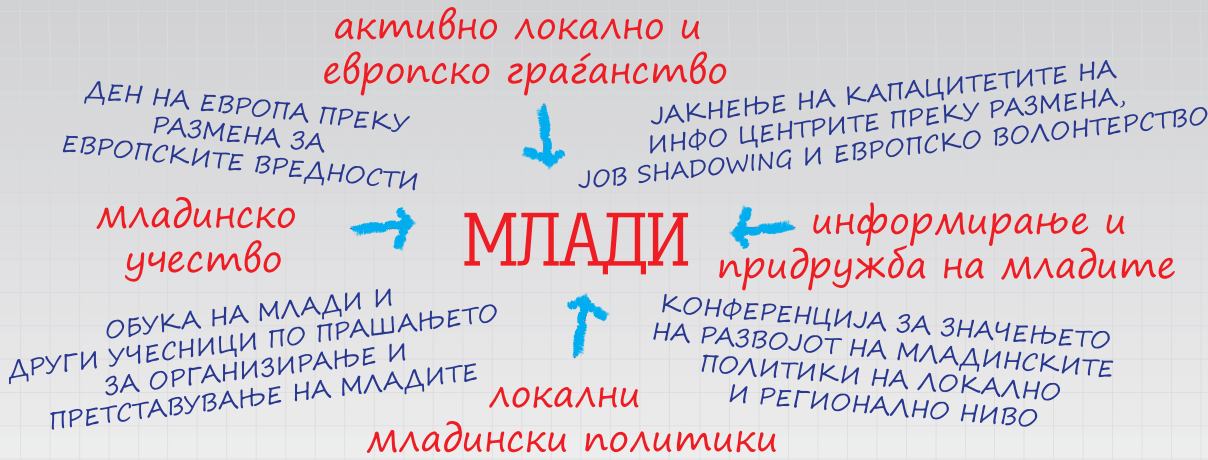 активно локално и
европско граѓанство
ДЕН НА ЕВРОПА ПРЕКУ
РАЗМЕНА ЗА
ЕВРОПСКИТЕ ВРЕДНОСТИ
ЈАКНЕЊЕ НА КАПАЦИТЕТИТЕ НА
ИНФО ЦЕНТРИТЕ ПРЕКУ РАЗМЕНА,
JOB SHADOWING И ЕВРОПСКО ВОЛОНТЕРСТВО
младинско
учество
МЛАДИ
информирање и
придружба на младите
ОБУКА НА МЛАДИ И
ДРУГИ УЧЕСНИЦИ ПО ПРАШАЊЕТО
ЗА ОРГАНИЗИРАЊЕ И
ПРЕТСТАВУВАЊЕ НА МЛАДИТЕ
КОНФЕРЕНЦИЈА ЗА ЗНАЧЕЊЕТО
НА РАЗВОЈОТ НА МЛАДИНСКИТЕ
ПОЛИТИКИ НА ЛОКАЛНО
И РЕГИОНАЛНО НИВО
локални
младински политики